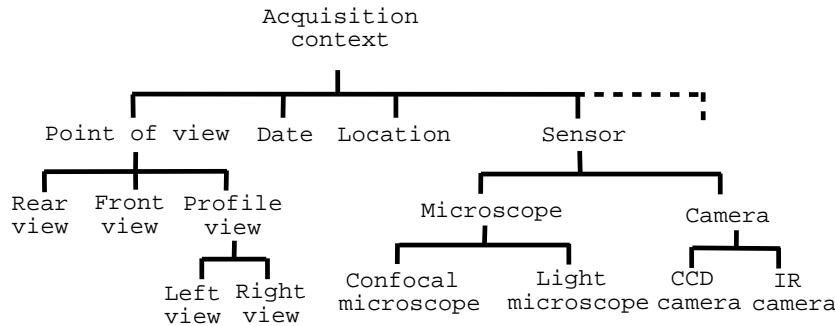 Acquisition
context
Point of view Date Location Sensor
Rear
view
Front
view
Profile
view
Microscope
Camera
Left
view
Right
view
Confocal
microscope
Light
microscope
CCD
camera
IR
camera